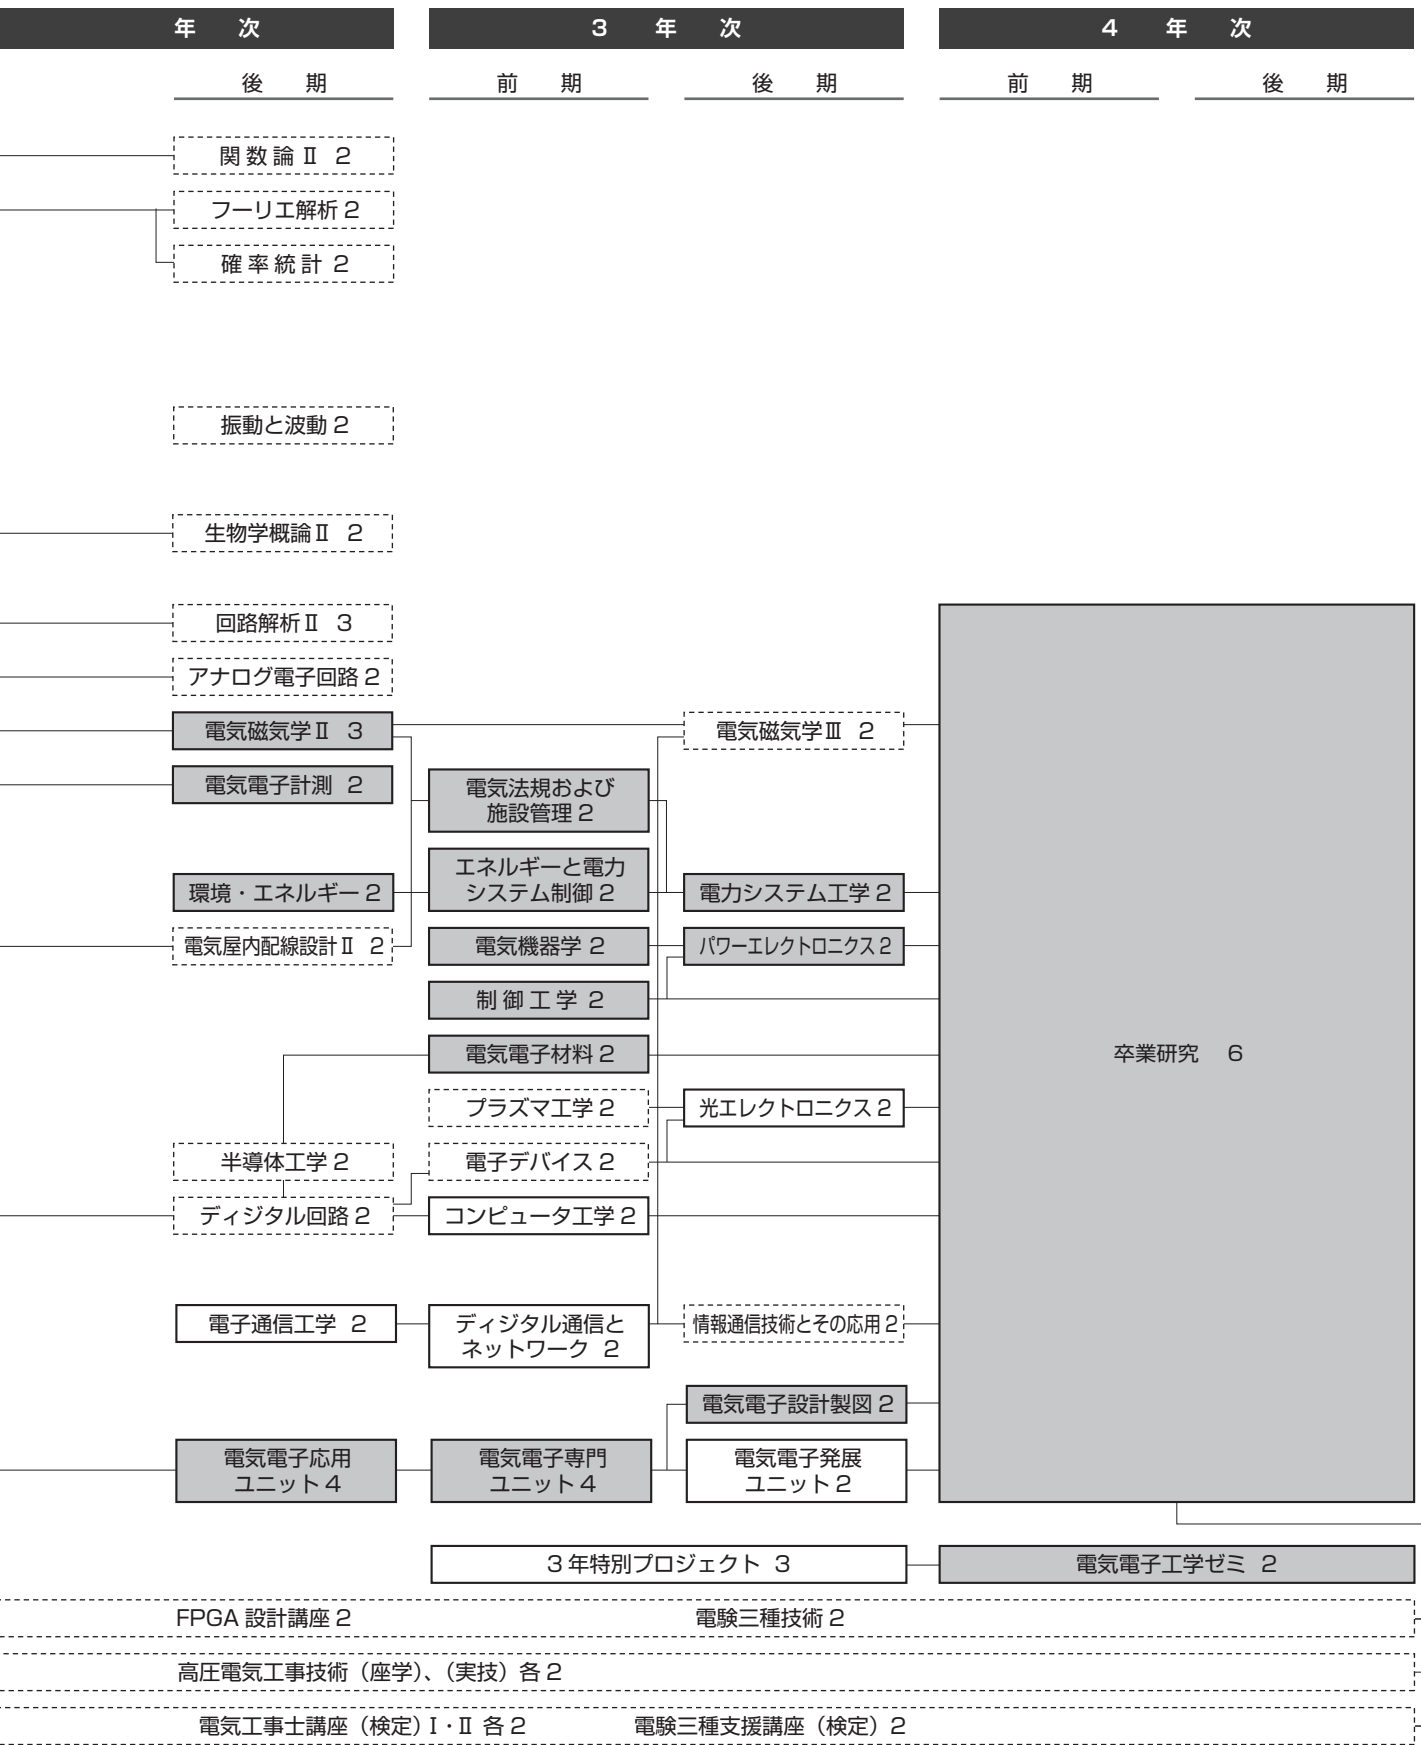 年 次
3 年 次
4 年 次
後 期
前 期
後 期
前 期
後 期
関数論Ⅱ 2
フーリエ解析 2
確率統計 2
振動と波動 2
生物学概論Ⅱ 2
回路解析Ⅱ 3
アナログ電子回路 2
電気磁気学Ⅱ 3
電気磁気学Ⅲ 2
電気電子計測 2
電気法規および
施設管理 2
環境・エネルギー 2
エネルギーと電力
システム制御 2
電力システム工学 2
電気屋内配線設計Ⅱ 2
電気機器学 2
パワーエレクトロニクス 2
制御工学 2
電気電子材料 2
卒業研究 6
プラズマ工学 2
光エレクトロニクス 2
半導体工学 2
電子デバイス 2
ディジタル回路 2
コンピュータ工学 2
電子通信工学 2
ディジタル通信と
ネットワーク 2
情報通信技術とその応用 2
電気電子設計製図 2
電気電子応用
ユニット 4
電気電子専門
ユニット 4
電気電子発展
ユニット 2
3 年特別プロジェクト 3
電気電子工学ゼミ 2
FPGA 設計講座 2
電験三種技術 2
高圧電気工事技術（座学）、（実技）各 2
電気工事士講座（検定）Ⅰ・Ⅱ 各 2
電験三種支援講座（検定）2